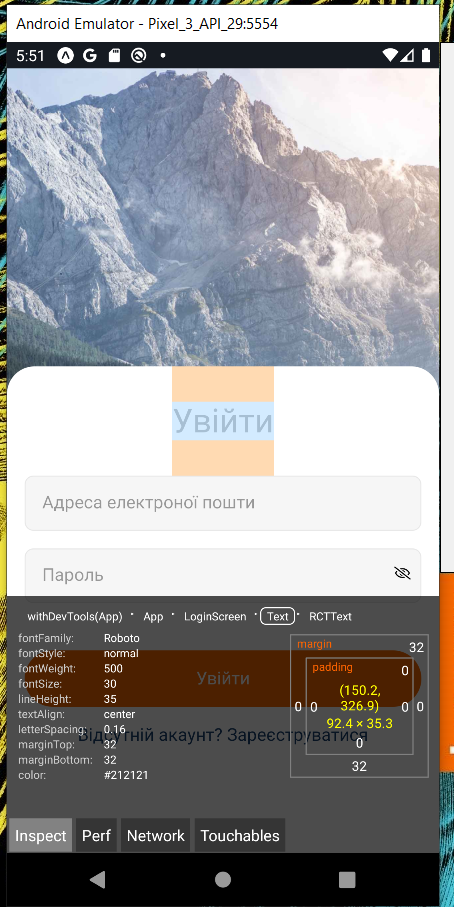 Android Emulator - Pixel_3_API_29:5554
5:51
Увійти
Адреса електроної пошти
Пароль
withDevTools(App) App LoginScreen Text RCTText
fontFamily: Roboto
fontStyle: normal
fontWeight: 500
fontSize: 30
lineHeight: 35
textAlign: center
letterSpacing: 0.16
marginTop: 32
marginBottom: 32
color: #212121
margin 32
padding 0
0 0 (150.2, 326.9) 0 0
92.4 × 35.3
0
32
Увійти
Відсутній акаунт? Зареєструватися
Inspect Perf Network Touchables